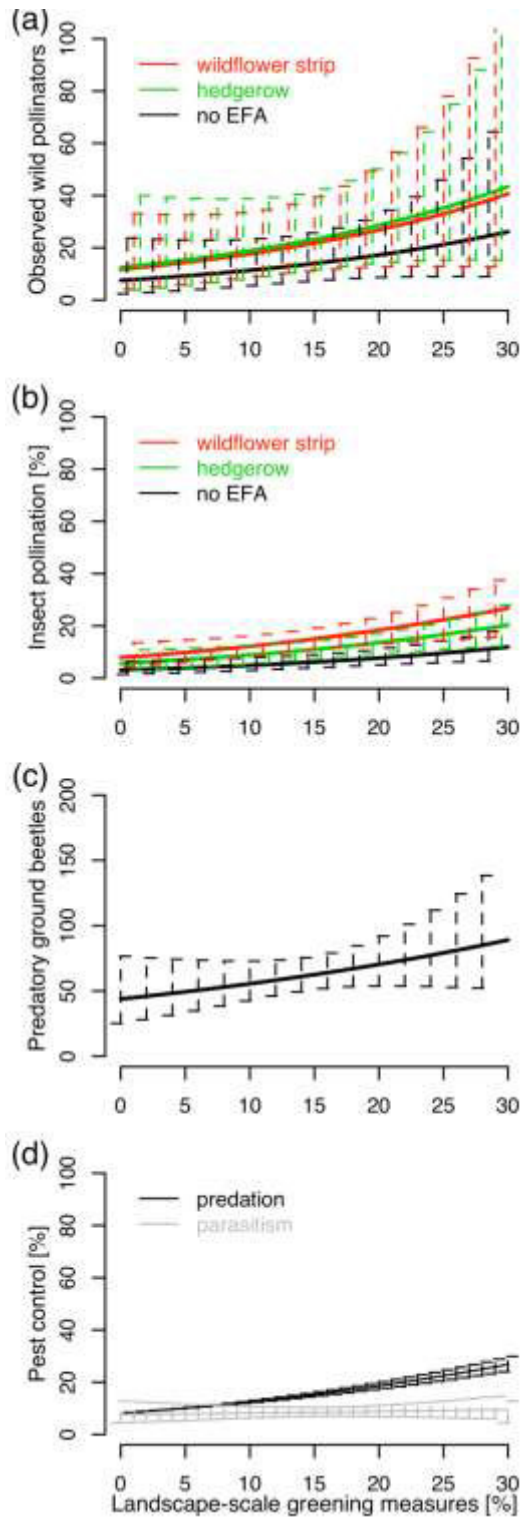 (a)
Observed wild pollinators
100
80
60
40
20
0
wildflower strip
hedgerow
no EFA
0 5 10 15 20 25 30
(b)
Insect pollination [%]
100
80
60
40
20
0
wildflower strip
hedgerow
no EFA
0 5 10 15 20 25 30
(c)
Predatory ground beetles
200
150
100
50
0
0 5 10 15 20 25 30
(d)
Pest control [%]
100
80
60
40
20
0
predation
parasitism
0 5 10 15 20 25 30
Landscape-scale greening measures [%]